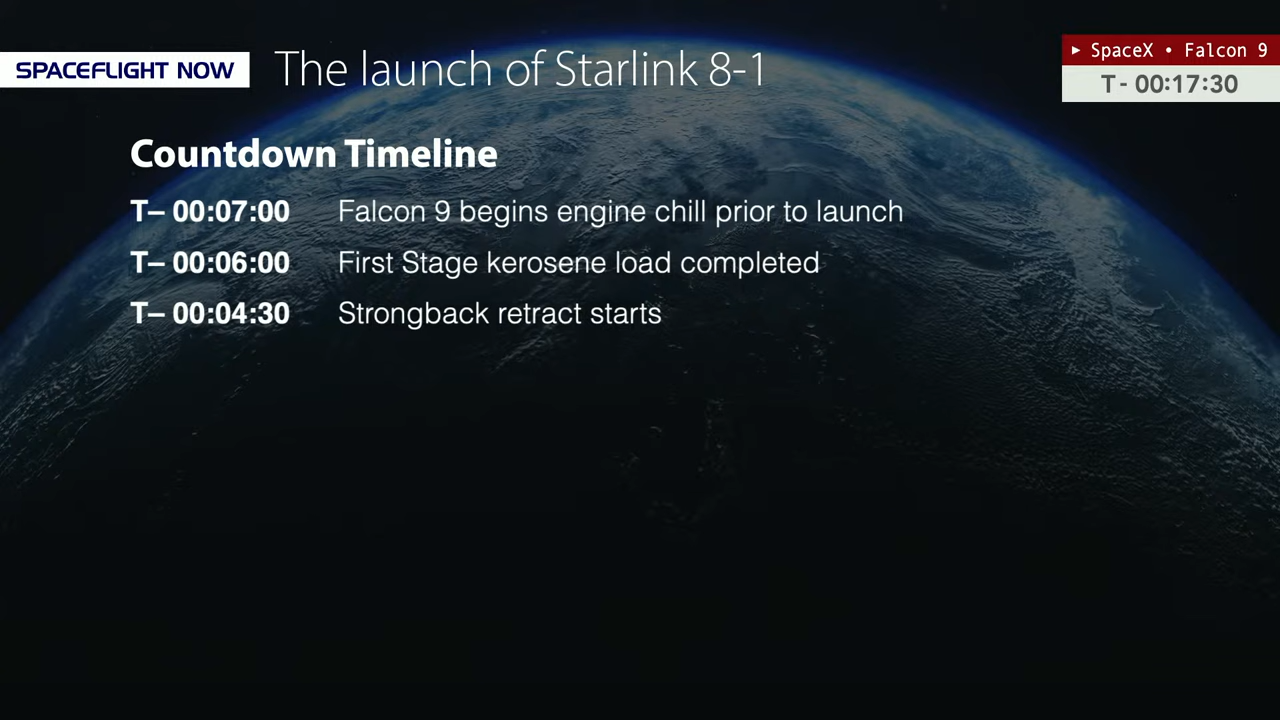 SPACEFLIGHT NOW
The launch of Starlink 8-1
▸ SpaceX • Falcon 9
T - 00:17:30
Countdown Timeline
T– 00:07:00 Falcon 9 begins engine chill prior to launch
T– 00:06:00 First Stage kerosene load completed
T– 00:04:30 Strongback retract starts